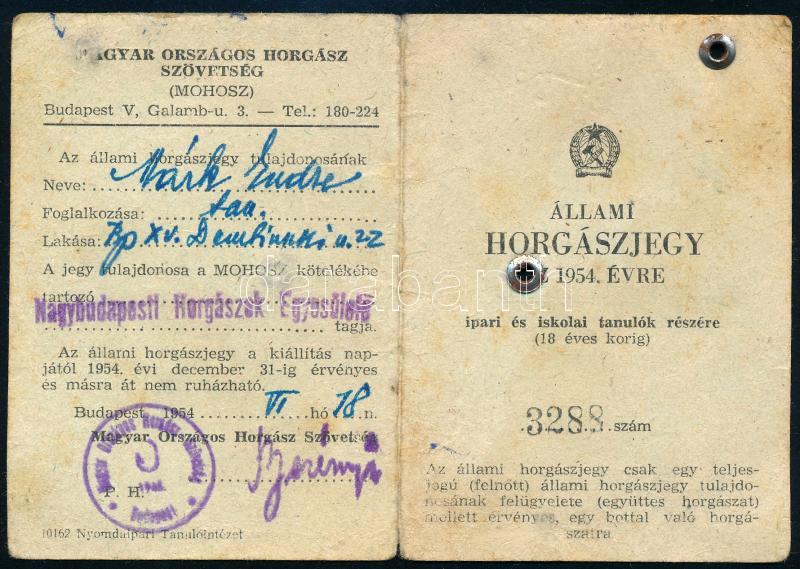 MAGYAR ORSZÁGOS HORGÁSZ
SZÖVETSÉG
(MOHOSZ)
Budapest V, Galamb-u. 3. — Tel.: 180-224
Az állami horgászjegy tulajdonosának
Neve: Márk Endre
Foglalkozása: tan.
Lakása: Bp XV. Dembinski u. 22
A jegy tulajdonosa a MOHOSZ kötelékébe
tartozó
Nagybudapesti Horgászok Egyesülete
tagja.
Az állami horgászjegy a kiállítás nap-
jától 1954. évi december 31-ig érvényes
és másra át nem ruházható.
Budapest, 1954 VI hó 18 n.
Magyar Országos Horgász Szövetség
P. H.
Budapest
10162 Nyomdaipari Tanulóintézet
ÁLLAMI
HORGÁSZJEGY
AZ 1954. ÉVRE
ipari és iskolai tanulók részére
(18 éves korig)
3288 szám
Az állami horgászjegy csak egy teljes-
jogú (felnőtt) állami horgászjegy tulajdo-
nosának felügyelete (együttes horgászat)
mellett érvényes, egy bottal való horgá-
szatra
darabanth